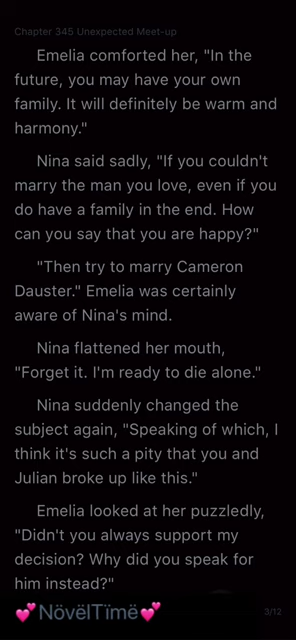 Chapter 345 Unexpected Meet-up
Emelia comforted her, "In the
future, you may have your own
family. It will definitely be warm and
harmony."
Nina said sadly, "If you couldn't
marry the man you love, even if you
do have a family in the end. How
can you say that you are happy?"
"Then try to marry Cameron
Dauster." Emelia was certainly
aware of Nina's mind.
Nina flattened her mouth,
"Forget it. I'm ready to die alone."
Nina suddenly changed the
subject again, "Speaking of which, I
think it's such a pity that you and
Julian broke up like this."
Emelia looked at her puzzledly,
"Didn't you always support my
decision? Why did you speak for
him instead?"
💕NövëlTïmë💕
3/12